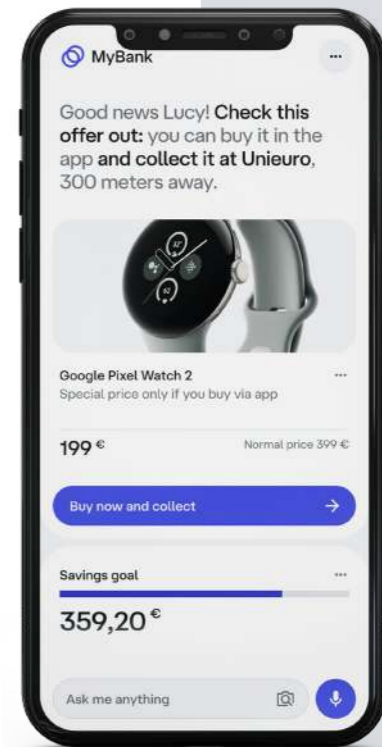 MyBank
Good news Lucy! Check this
offer out: you can buy it in the
app and collect it at Unieuro,
300 meters away.
Google Pixel Watch 2
Special price only if you buy via app
199 €
Normal price 399 €
Buy now and collect
Savings goal
359,20 €
Ask me anything